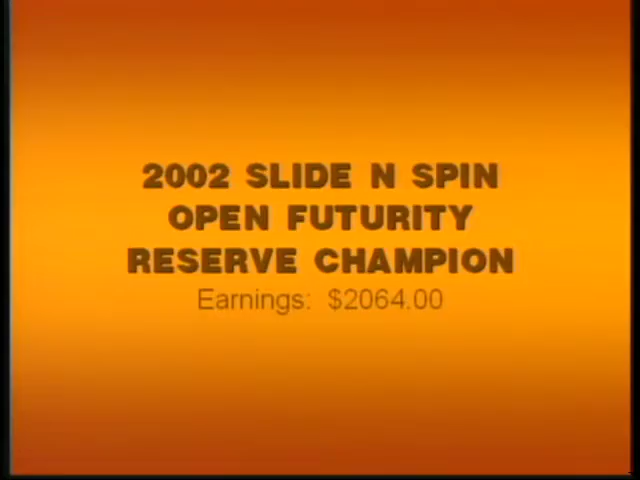 2002 SLIDE N SPIN
OPEN FUTURITY
RESERVE CHAMPION
Earnings:  $2064.00